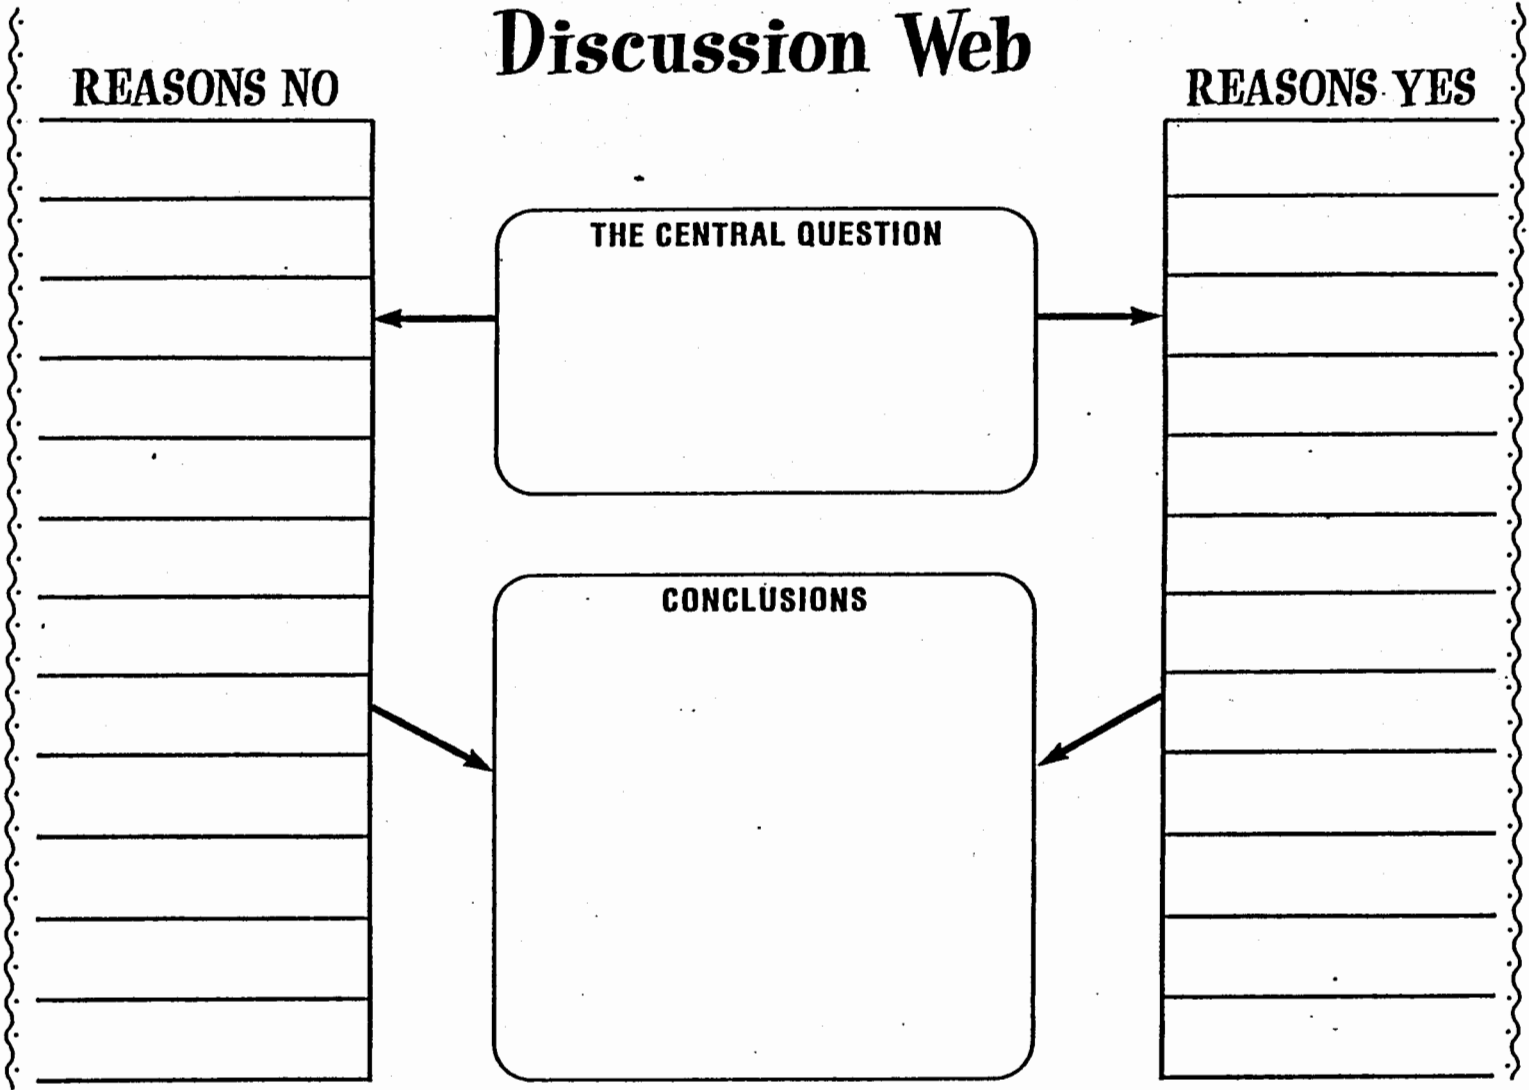 Discussion Web
REASONS NO
REASONS YES
THE CENTRAL QUESTION
CONCLUSIONS